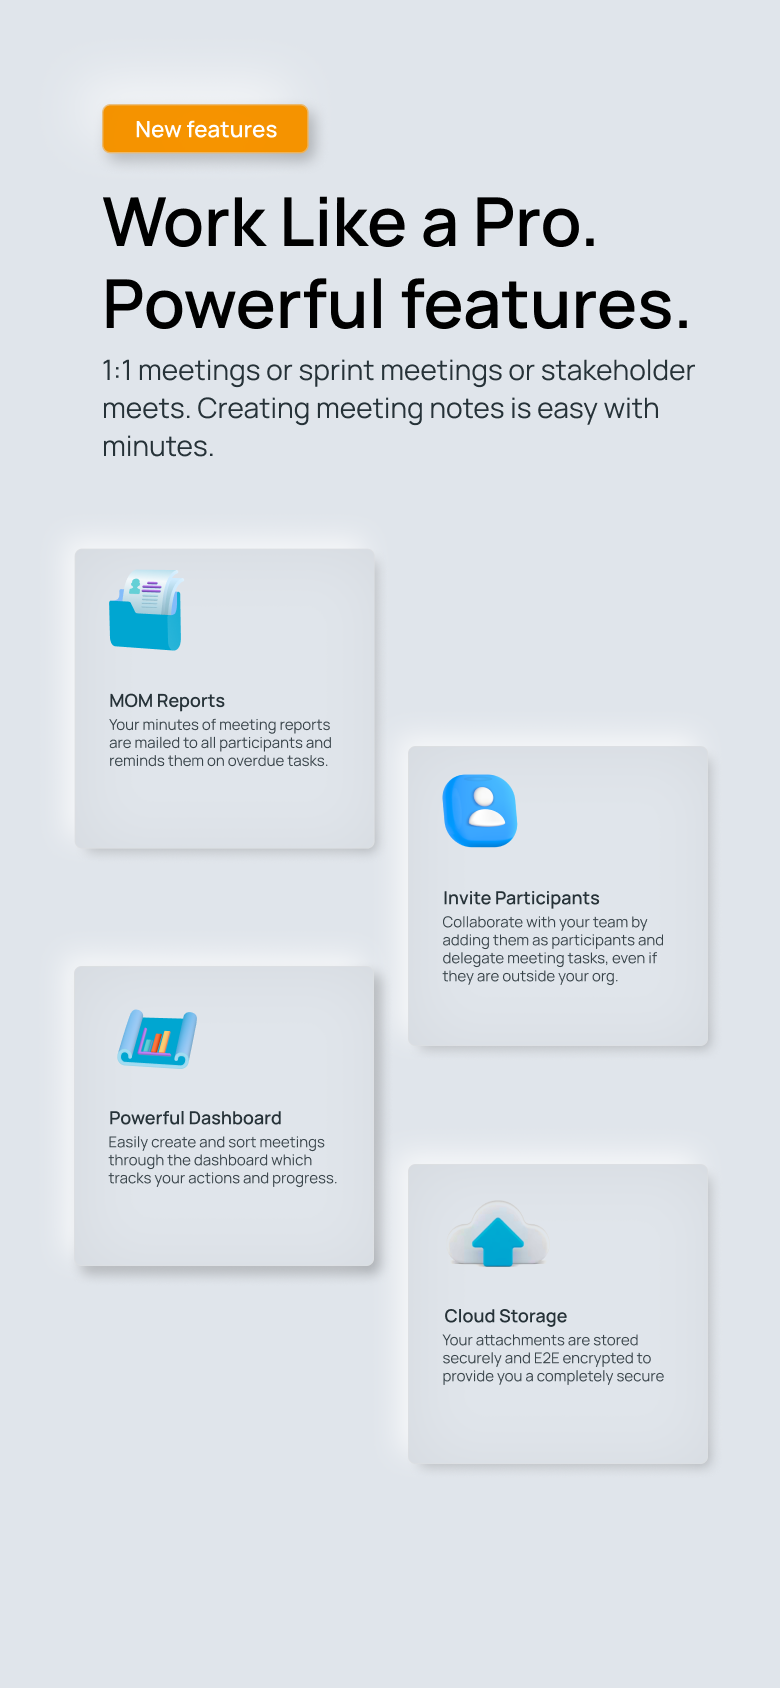 New features
Work Like a Pro.
Powerful features.
1:1 meetings or sprint meetings or stakeholder
meets. Creating meeting notes is easy with
minutes.
MOM Reports
Your minutes of meeting reports
are mailed to all participants and
reminds them on overdue tasks.
Invite Participants
Collaborate with your team by
adding them as participants and
delegate meeting tasks, even if
they are outside your org.
Powerful Dashboard
Easily create and sort meetings
through the dashboard which
tracks your actions and progress.
Cloud Storage
Your attachments are stored
securely and E2E encrypted to
provide you a completely secure